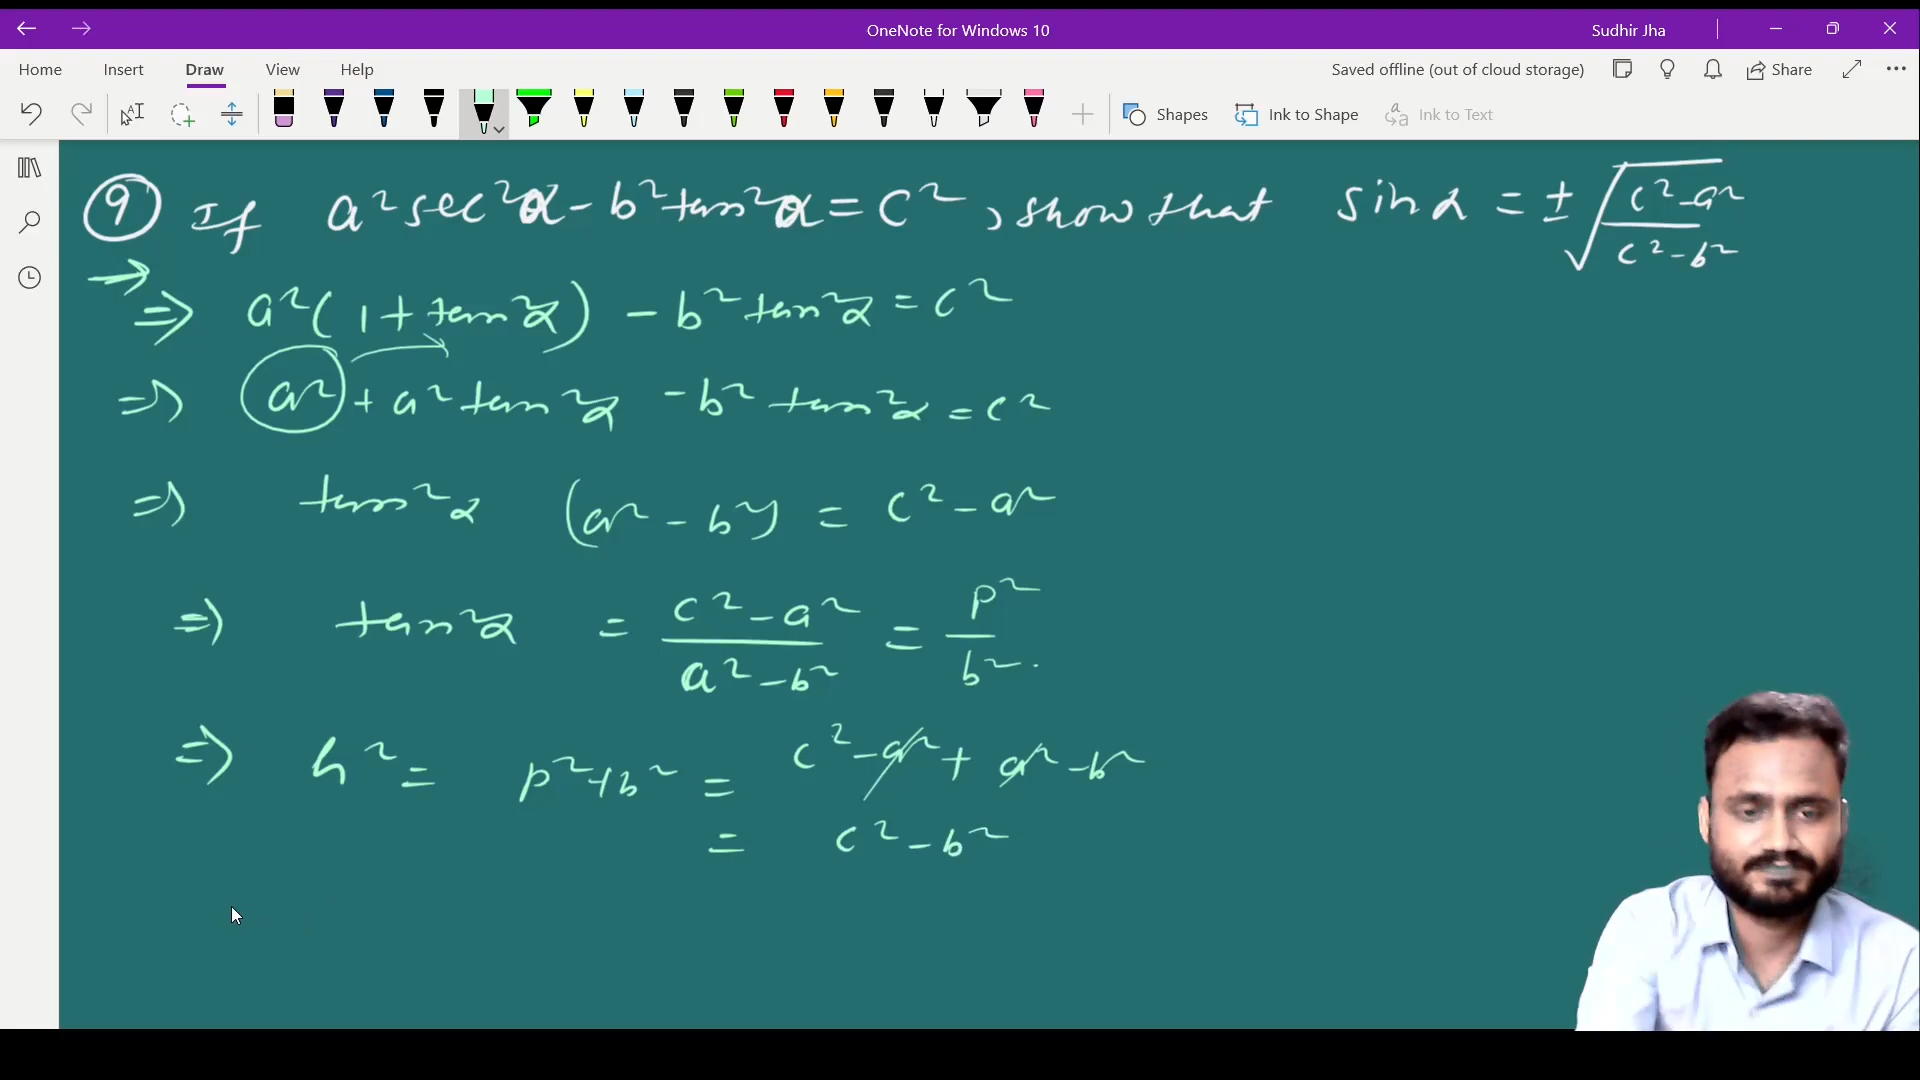 OneNote for Windows 10
Sudhir Jha
Home Insert Draw View Help
Saved offline (out of cloud storage)
Share
Shapes
Ink to Shape
Ink to Text
⑨ If a²sec²α - b²tan²α = c², show that sin α = ±√((c²-a²)/(c²-b²))
⇒ a²(1+tan²α) - b²tan²α = c²
⇒ a² + a²tan²α - b²tan²α = c²
⇒ tan²α (a² - b²) = c² - a²
⇒ tan²α = (c²-a²)/(a²-b²) = p²/b².
⇒ h² = p²+b² = c²-a²+a²-b²
= c²-b²